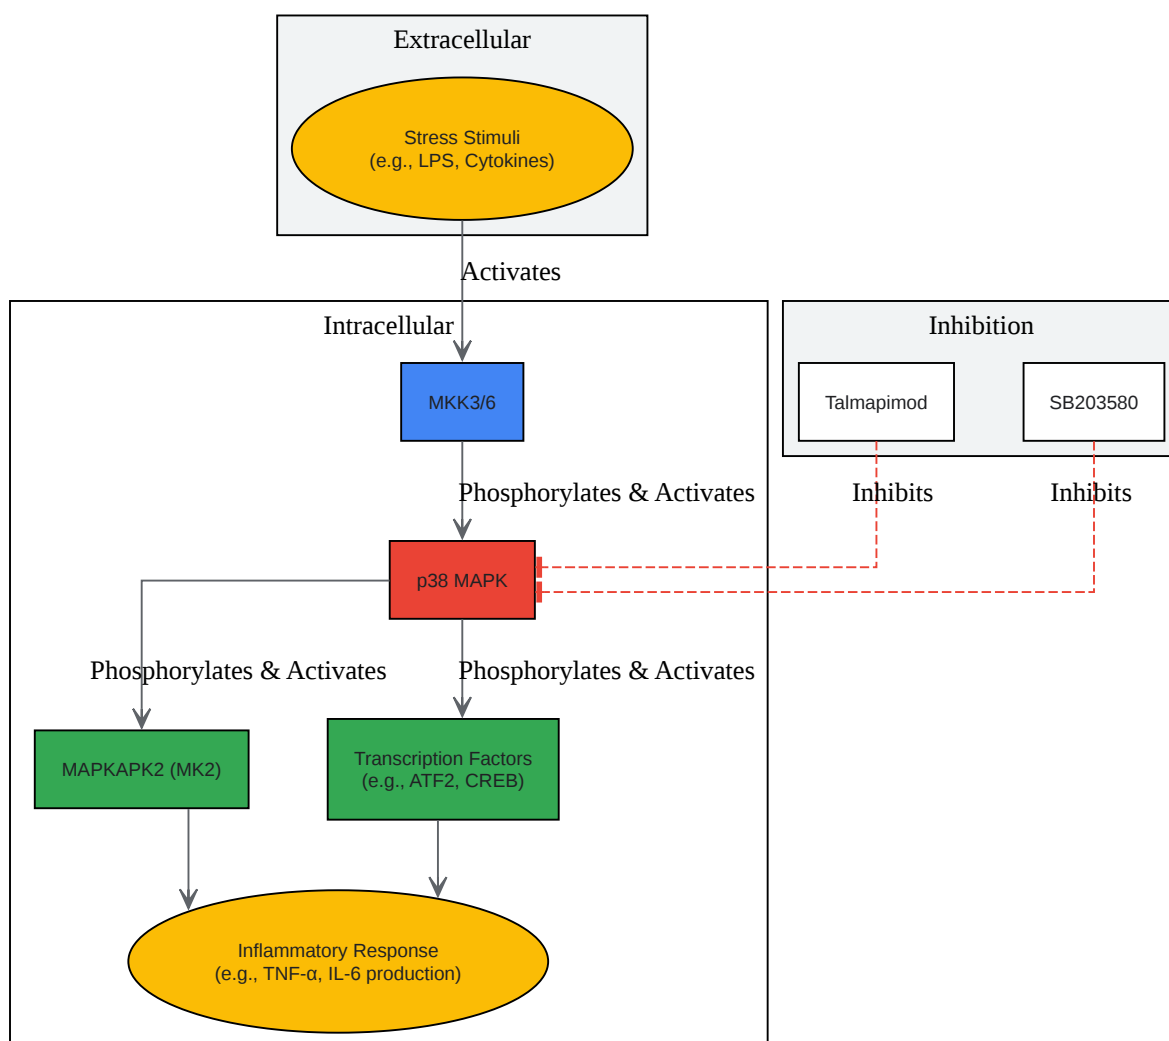 Extracellular
Stress Stimuli
(e.g., LPS, Cytokines)
Activates
Intracellular
Inhibition
MKK3/6
Talmapimod
SB203580
Phosphorylates & Activates
Inhibits
Inhibits
p38 MAPK
Phosphorylates & Activates
Phosphorylates & Activates
MAPKAPK2 (MK2)
Transcription Factors
(e.g., ATF2, CREB)
Inflammatory Response
(e.g., TNF-α, IL-6 production)